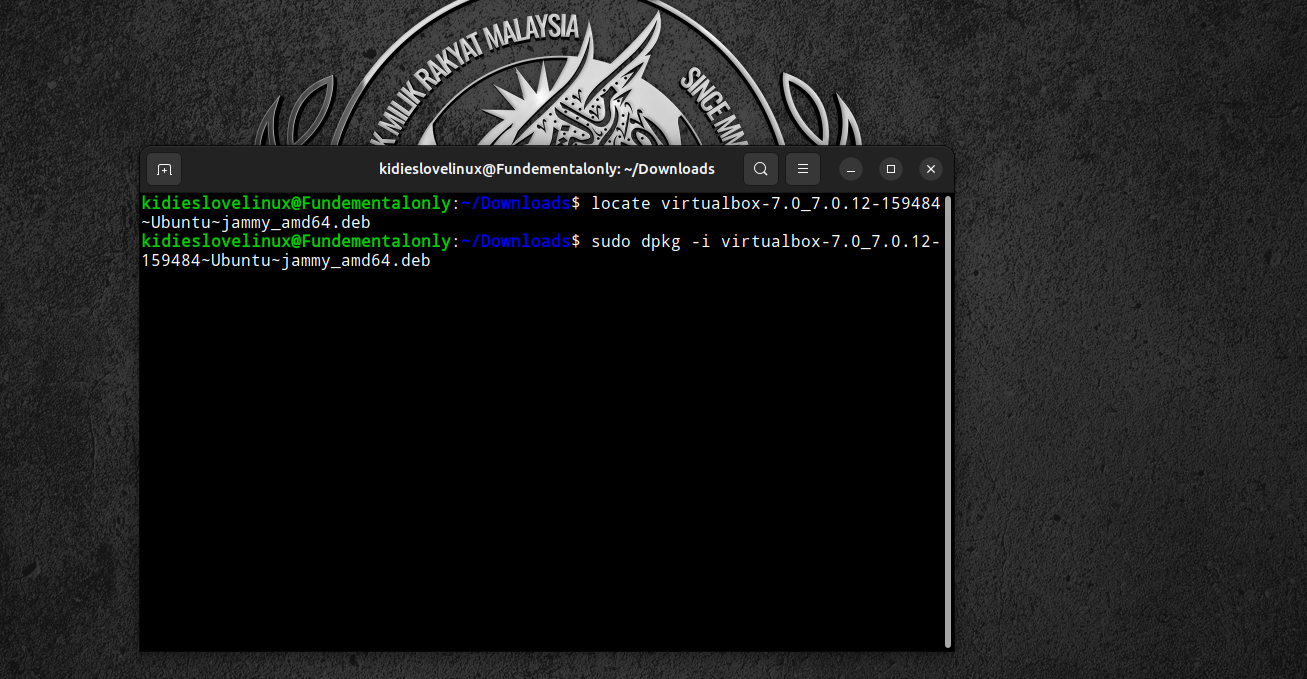 K MILIK RAKYAT MALAYSIA
SINCE MM
kidieslovelinux@Fundementalonly: ~/Downloads
kidieslovelinux@Fundementalonly:~/Downloads$ locate virtualbox-7.0_7.0.12-159484
~Ubuntu~jammy_amd64.deb
kidieslovelinux@Fundementalonly:~/Downloads$ sudo dpkg -i virtualbox-7.0_7.0.12-
159484~Ubuntu~jammy_amd64.deb